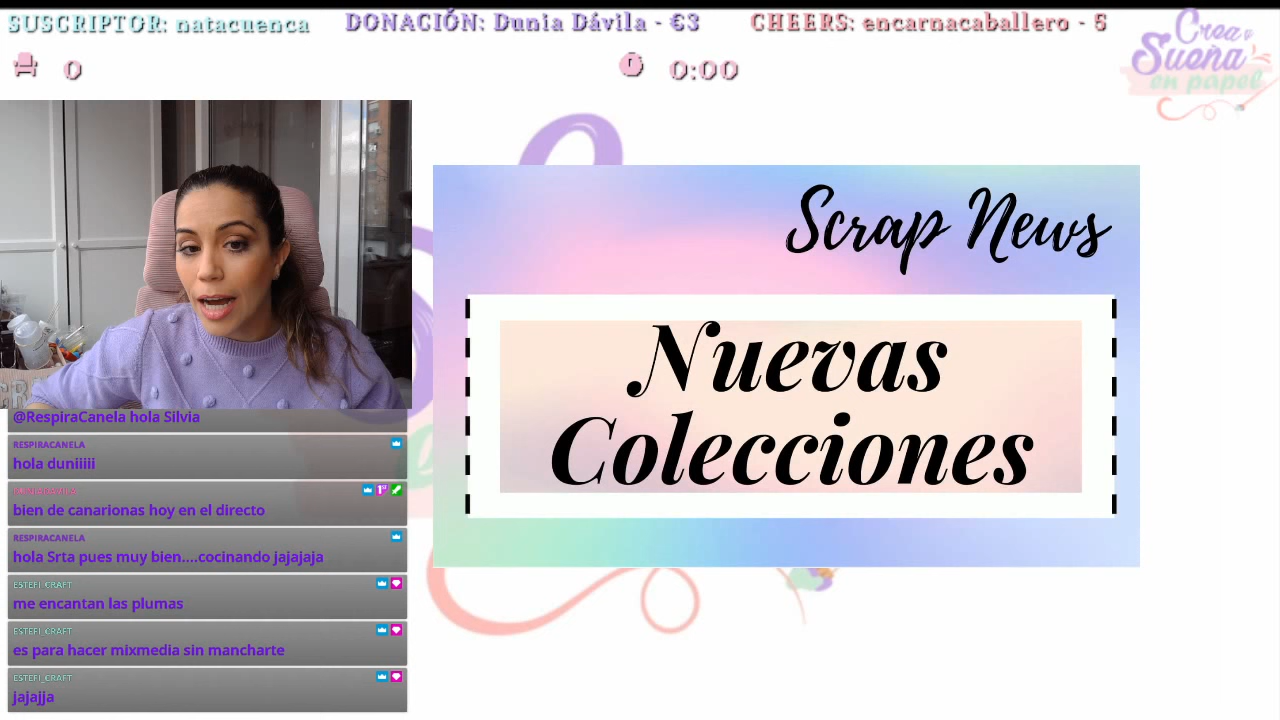 SUSCRIPTOR: natacuenca
DONACIÓN: Dunia Dávila - €3
CHEERS: encarnacaballero - 5
Crea y
Sueña
en papel
0
0:00
Scrap News
Nuevas
Colecciones
@RespiraCanela hola Silvia
RESPIRACANELA
hola duniiiii
bien de canarionas hoy en el directo
RESPIRACANELA
hola Srta pues muy bien....cocinando jajajaja
ESTEFI_CRAFT
me encantan las plumas
ESTEFI_CRAFT
es para hacer mixmedia sin mancharte
ESTEFI_CRAFT
jajajja